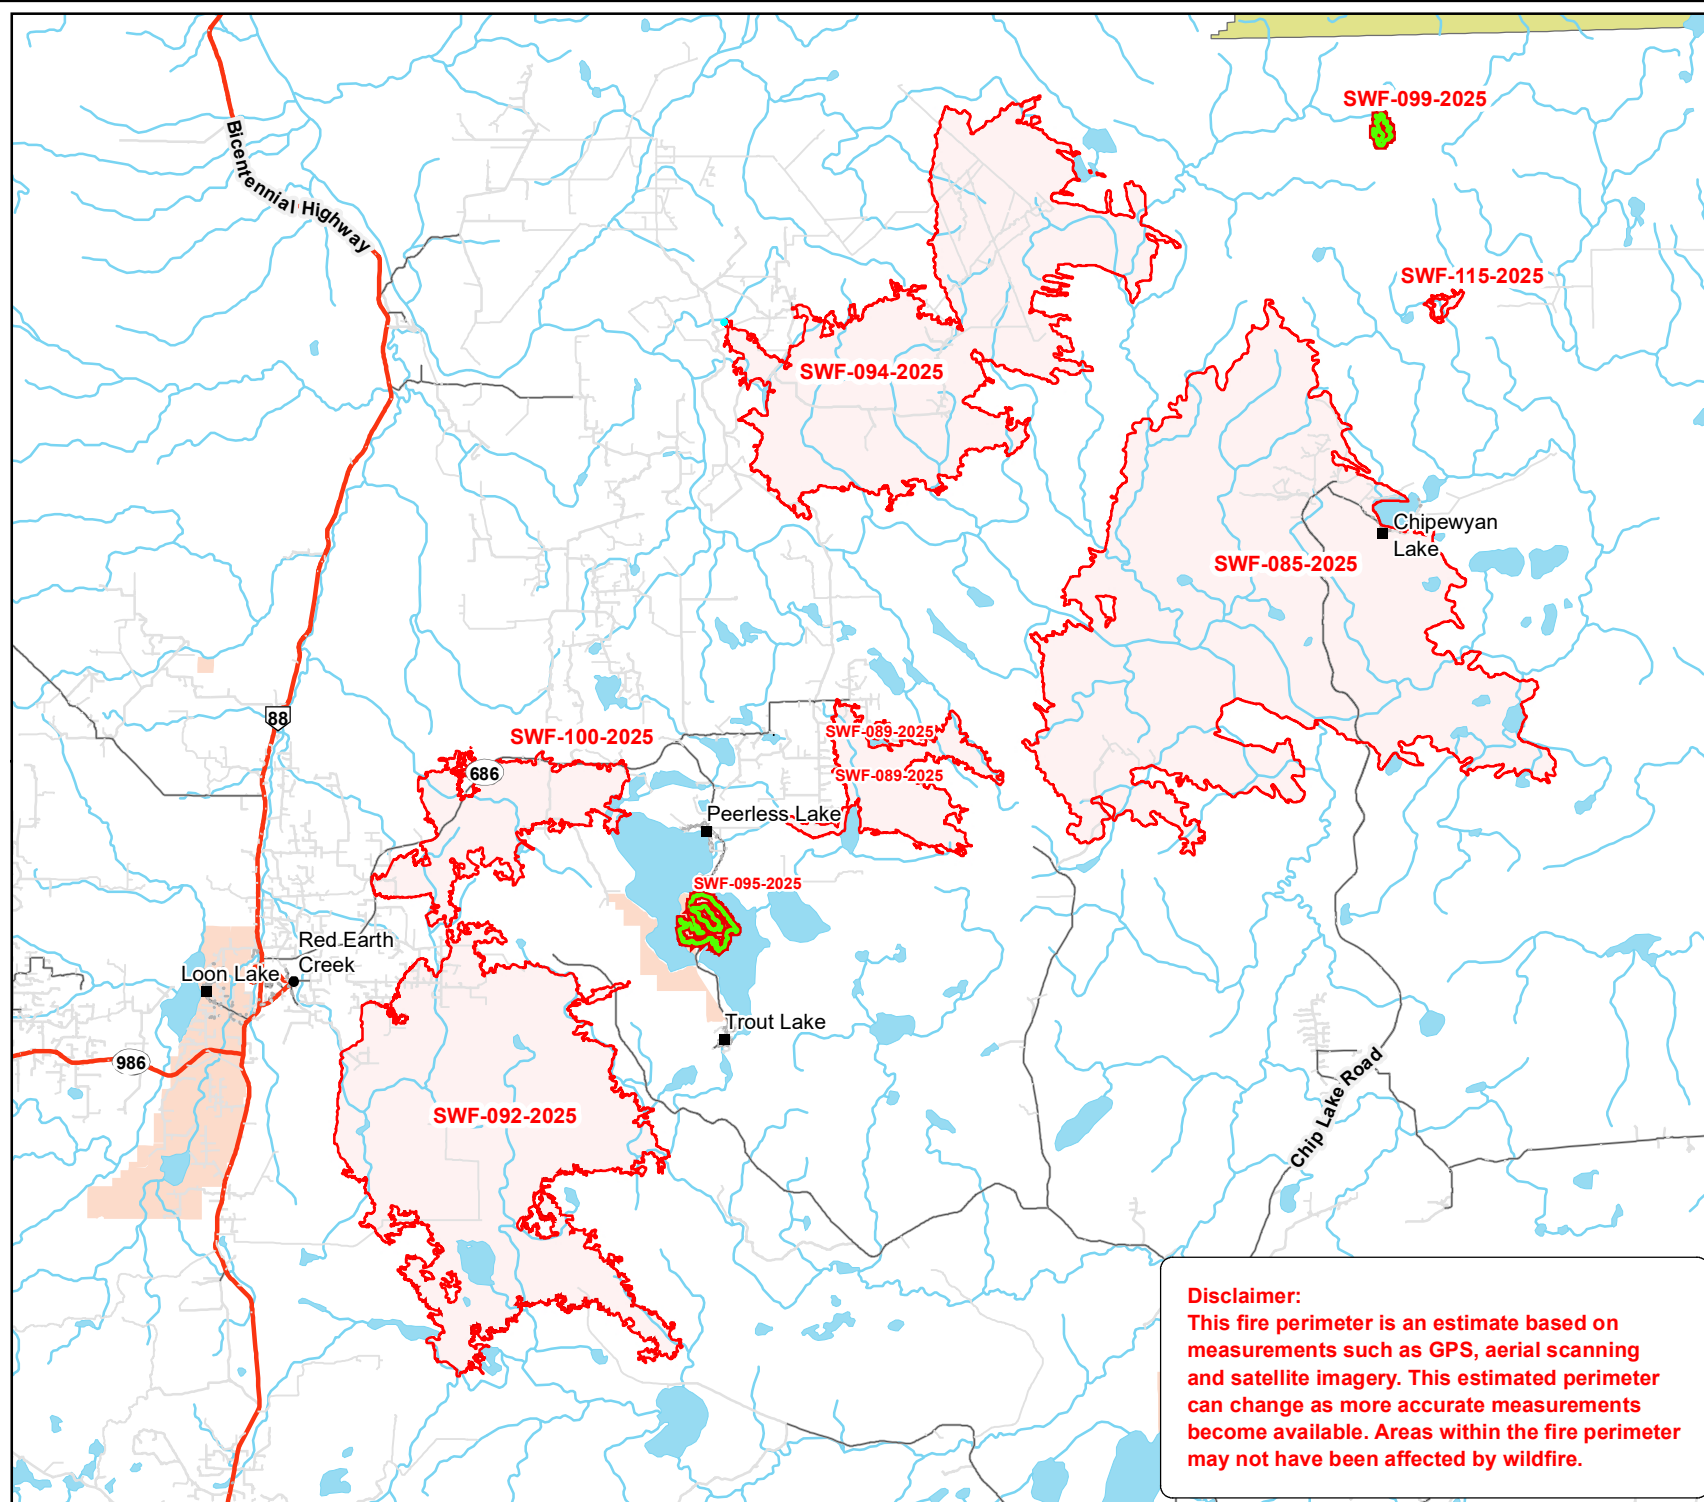 SWF-099-2025
Bicentennial Highway
SWF-115-2025
SWF-094-2025
Chipewyan
Lake
SWF-085-2025
88
SWF-100-2025
SWF-089-2025
686
SWF-089-2025
Peerless Lake
SWF-095-2025
Red Earth
Creek
Loon Lake
Trout Lake
986
SWF-092-2025
Chip Lake Road
Disclaimer:
This fire perimeter is an estimate based on
measurements such as GPS, aerial scanning
and satellite imagery. This estimated perimeter
can change as more accurate measurements
become available. Areas within the fire perimeter
may not have been affected by wildfire.